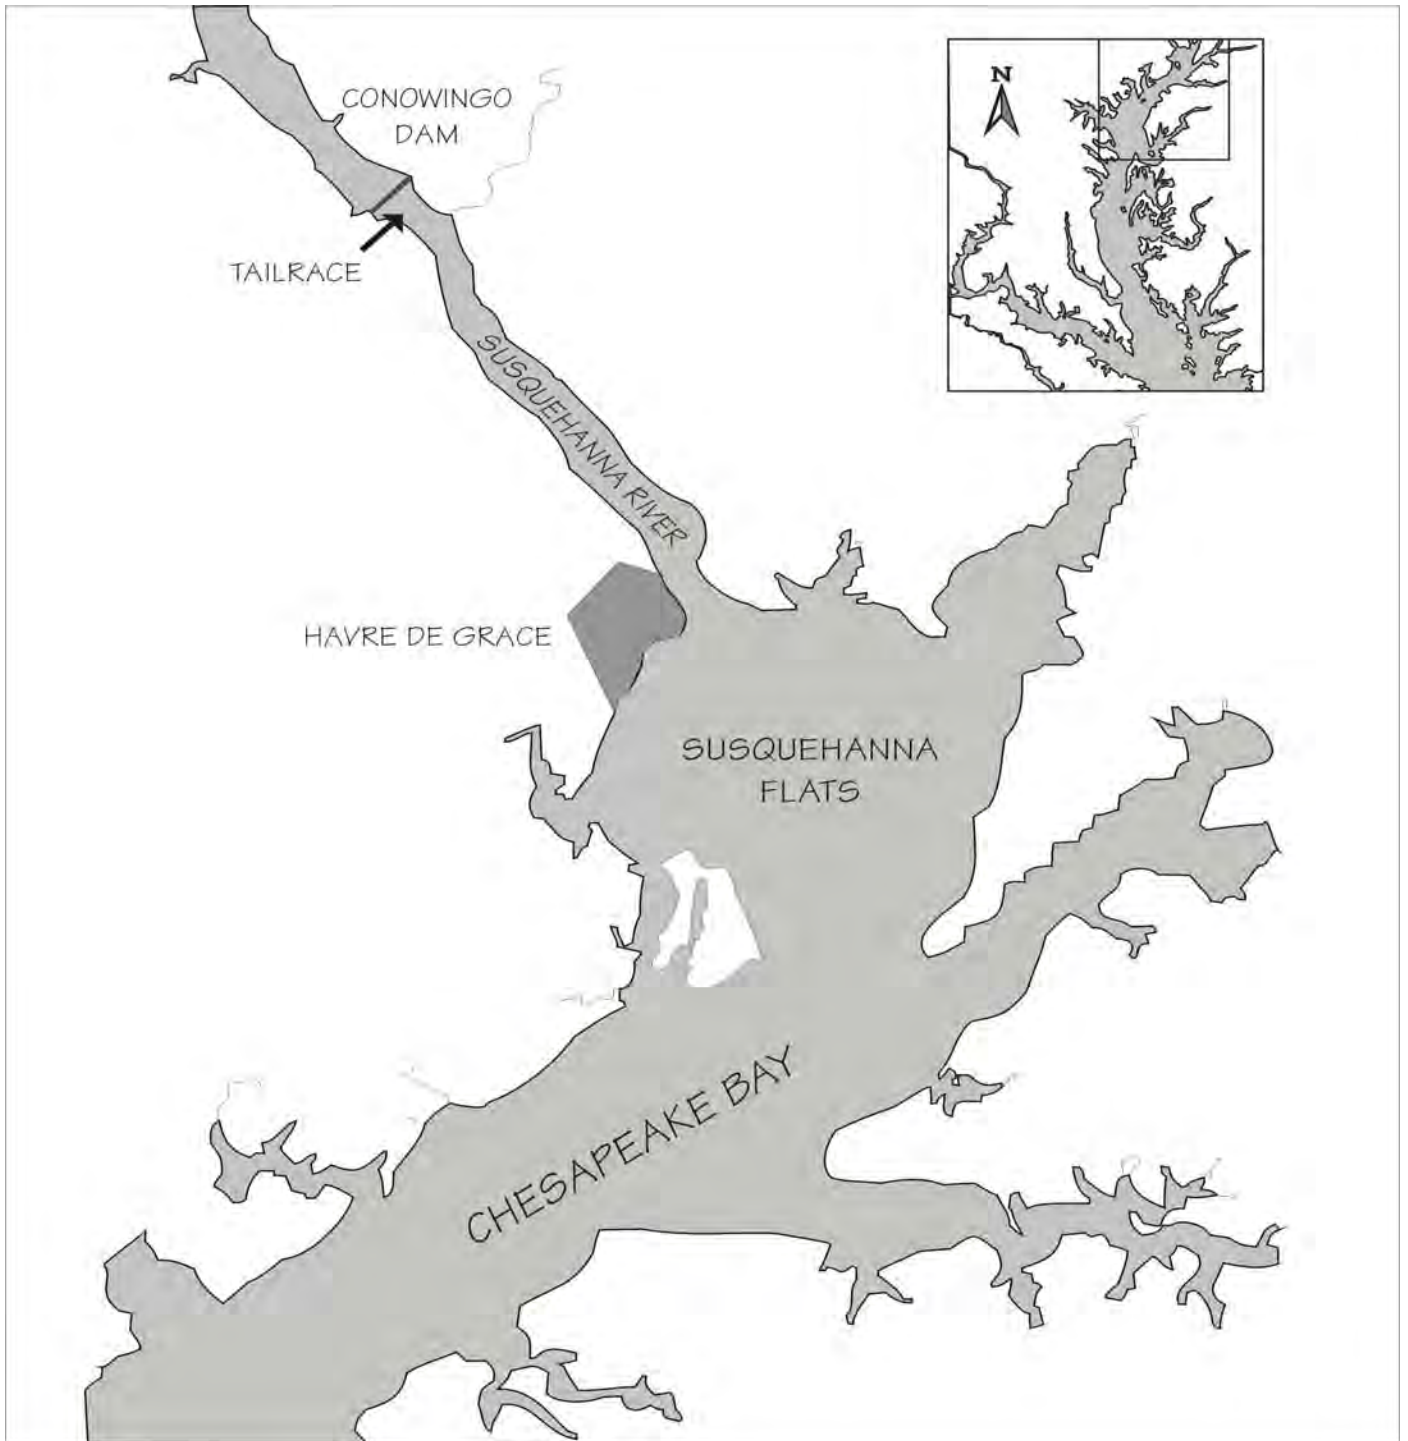 CONOWINGO
DAM
N
TAILRACE
SUSQUEHANNA RIVER
HAVRE DE GRACE
SUSQUEHANNA
FLATS
CHESAPEAKE BAY